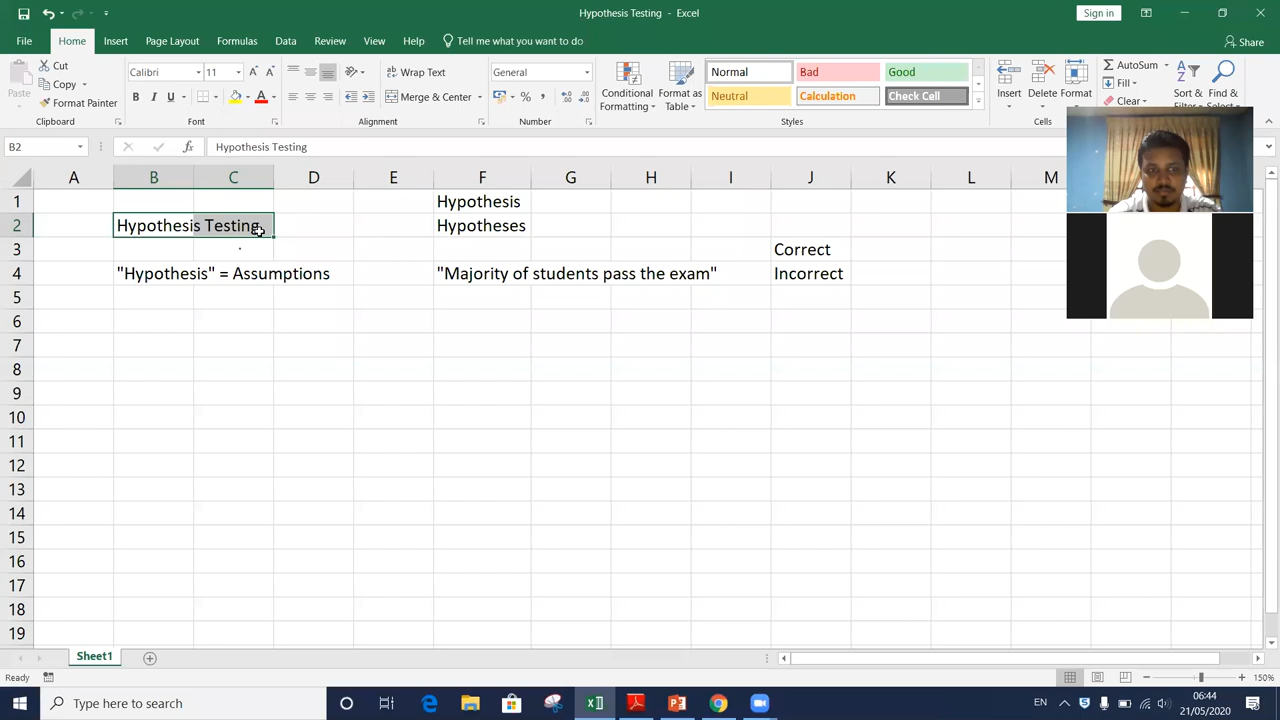 Hypothesis Testing - Excel
Sign in
File Home Insert Page Layout Formulas Data Review View Help Tell me what you want to do Share
Cut
Copy
Format Painter
Paste
Clipboard
Calibri 11
B I U A
Font
Wrap Text
Merge & Center
Alignment
General
% ,
Number
Conditional Formatting
Format as Table
Normal Bad Good
Neutral Calculation Check Cell
Styles
Insert Delete Format
Cells
AutoSum
Fill
Clear
Sort &
Find &
B2 fx Hypothesis Testing
A B C D E F G H I J K L M
1 Hypothesis
2 Hypothesis Testing Hypotheses
3 Correct
4 "Hypothesis" = Assumptions "Majority of students pass the exam" Incorrect
5
6
7
8
9
10
11
12
13
14
15
16
17
18
19
Sheet1
Ready 150%
Type here to search
EN
06:44
21/05/2020